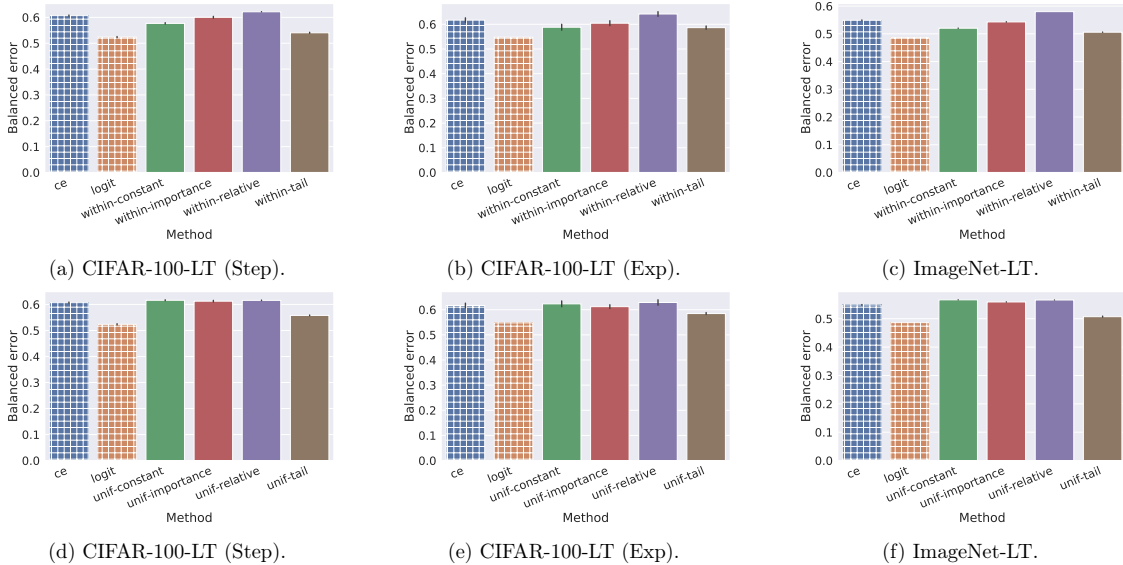 Balanced error
0.6
0.5
0.4
0.3
0.2
0.1
0.0
ce
logit
within-constant
within-importance
within-relative
within-tail
Method
(a) CIFAR-100-LT (Step).
Balanced error
0.6
0.5
0.4
0.3
0.2
0.1
0.0
ce
logit
within-constant
within-importance
within-relative
within-tail
Method
(b) CIFAR-100-LT (Exp).
Balanced error
0.6
0.5
0.4
0.3
0.2
0.1
0.0
ce
logit
within-constant
within-importance
within-relative
within-tail
Method
(c) ImageNet-LT.
Balanced error
0.6
0.5
0.4
0.3
0.2
0.1
0.0
ce
logit
unif-constant
unif-importance
unif-relative
unif-tail
Method
(d) CIFAR-100-LT (Step).
Balanced error
0.6
0.5
0.4
0.3
0.2
0.1
0.0
ce
logit
unif-constant
unif-importance
unif-relative
unif-tail
Method
(e) CIFAR-100-LT (Exp).
Balanced error
0.5
0.4
0.3
0.2
0.1
0.0
ce
logit
unif-constant
unif-importance
unif-relative
unif-tail
Method
(f) ImageNet-LT.